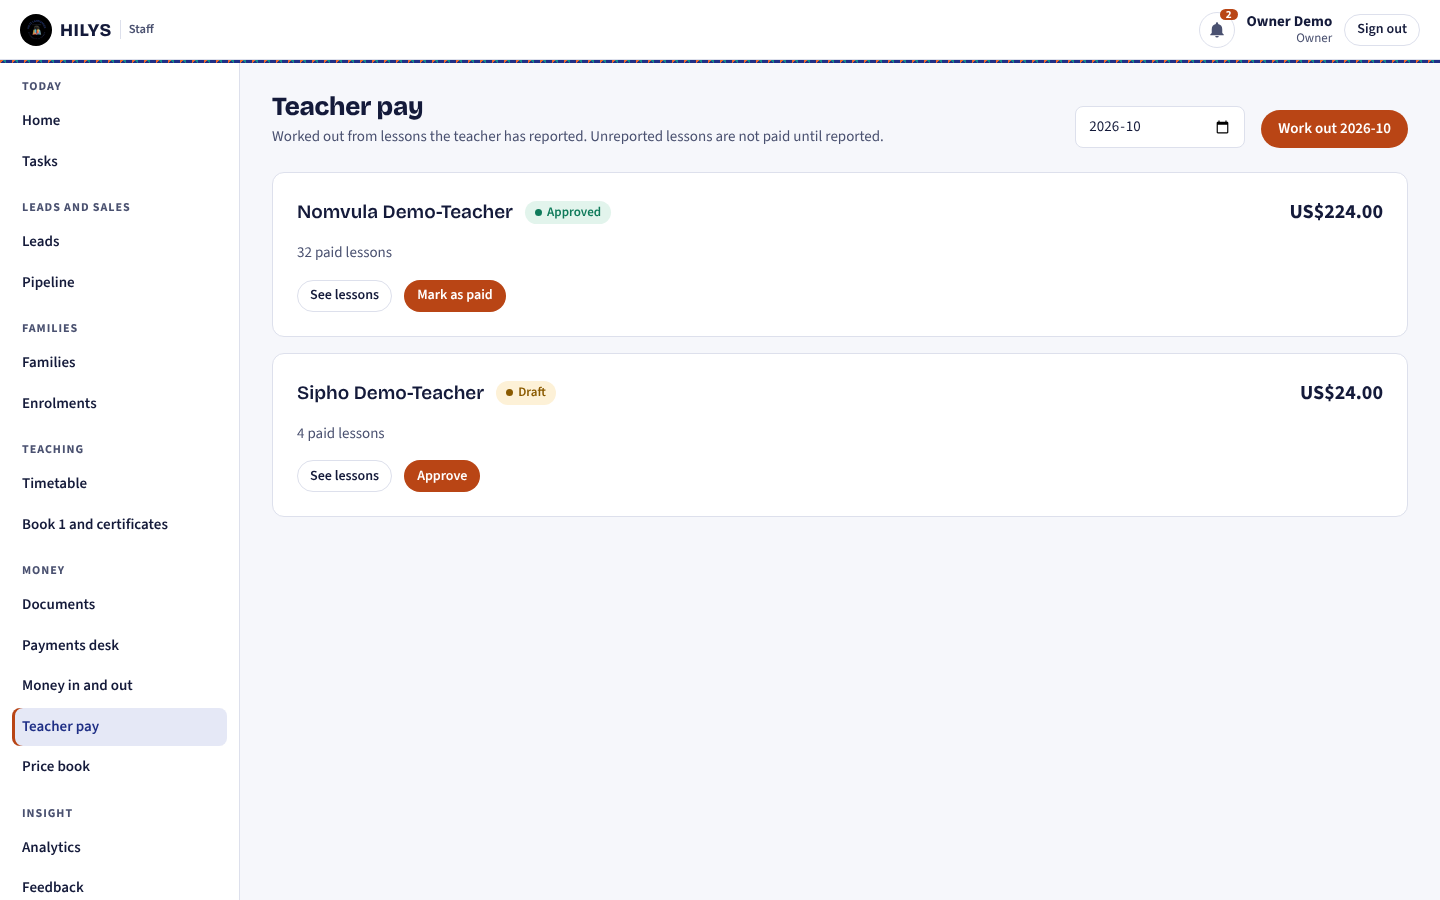 HILYS
Staff
2
Owner Demo
Owner
Sign out
TODAY
Home
Tasks
LEADS AND SALES
Leads
Pipeline
FAMILIES
Families
Enrolments
TEACHING
Timetable
Book 1 and certificates
MONEY
Documents
Payments desk
Money in and out
Teacher pay
Price book
INSIGHT
Analytics
Feedback
Teacher pay
Worked out from lessons the teacher has reported. Unreported lessons are not paid until reported.
2026-10
Work out 2026-10
Nomvula Demo-Teacher
Approved
US$224.00
32 paid lessons
See lessons
Mark as paid
Sipho Demo-Teacher
Draft
US$24.00
4 paid lessons
See lessons
Approve